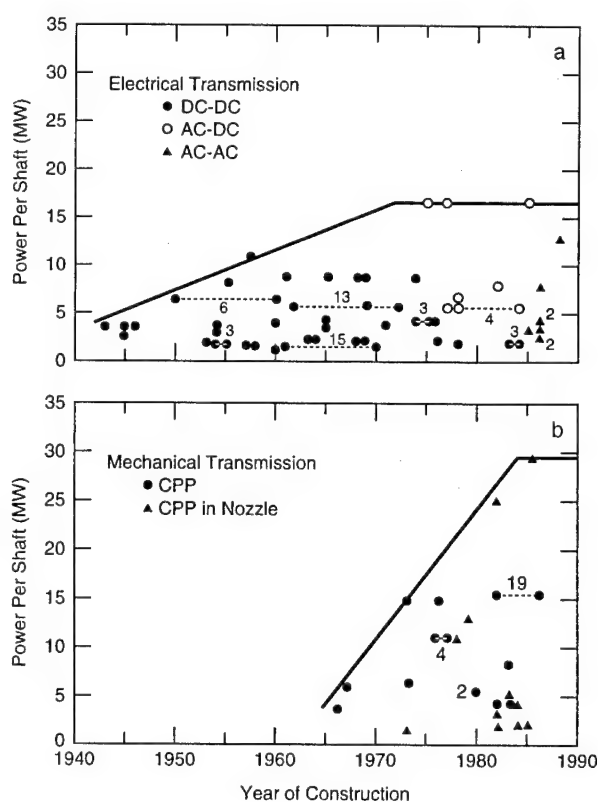 a
35
30
25
20
15
10
5
0
Power Per Shaft (MW)
Electrical Transmission
DC-DC
AC-DC
AC-AC
6
13
15
3
3
4
3
2
2
b
35
30
25
20
15
10
5
0
Power Per Shaft (MW)
Mechanical Transmission
CPP
CPP in Nozzle
19
4
2
1940
1950
1960
1970
1980
1990
Year of Construction